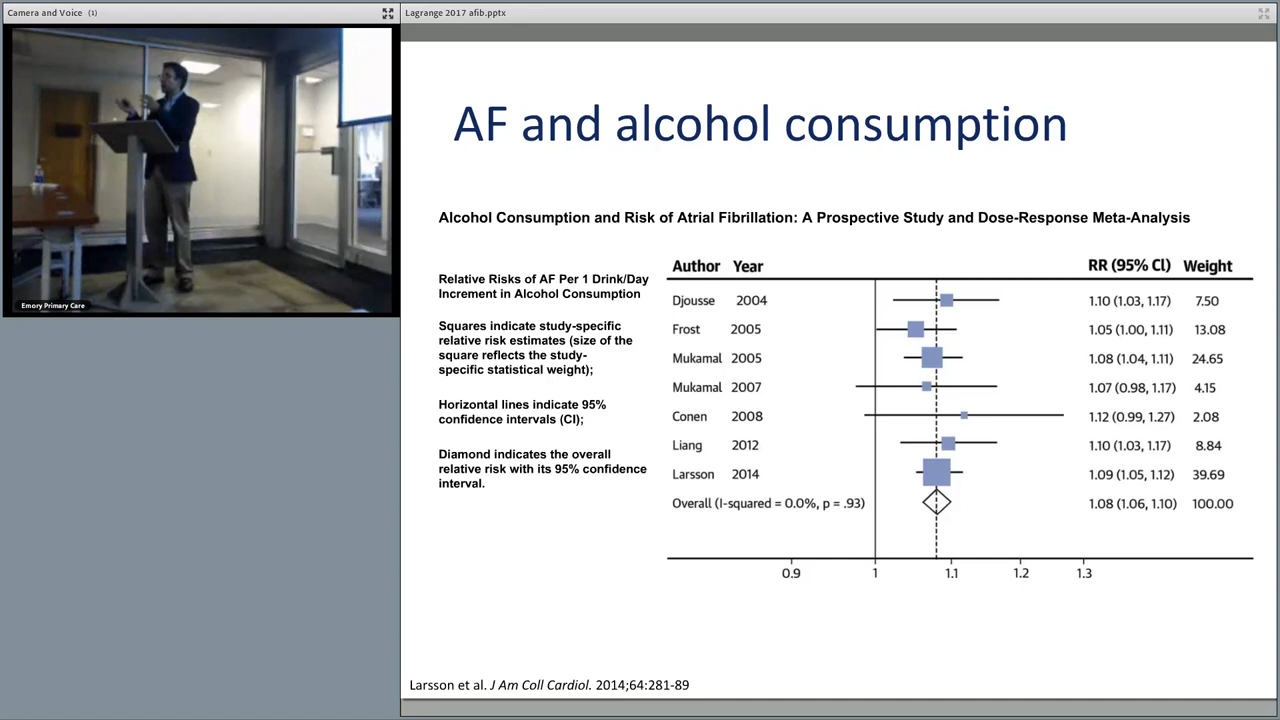 Camera and Voice (1)
Lagrange 2017 afib.pptx
Emory Primary Care
AF and alcohol consumption
Alcohol Consumption and Risk of Atrial Fibrillation: A Prospective Study and Dose-Response Meta-Analysis
Relative Risks of AF Per 1 Drink/Day
Increment in Alcohol Consumption
Squares indicate study-specific
relative risk estimates (size of the
square reflects the study-
specific statistical weight);
Horizontal lines indicate 95%
confidence intervals (CI);
Diamond indicates the overall
relative risk with its 95% confidence
interval.
Author Year RR (95% CI) Weight
Djousse 2004 1.10 (1.03, 1.17) 7.50
Frost 2005 1.05 (1.00, 1.11) 13.08
Mukamal 2005 1.08 (1.04, 1.11) 24.65
Mukamal 2007 1.07 (0.98, 1.17) 4.15
Conen 2008 1.12 (0.99, 1.27) 2.08
Liang 2012 1.10 (1.03, 1.17) 8.84
Larsson 2014 1.09 (1.05, 1.12) 39.69
Overall (I-squared = 0.0%, p = .93) 1.08 (1.06, 1.10) 100.00
0.9 1 1.1 1.2 1.3
Larsson et al. J Am Coll Cardiol. 2014;64:281-89